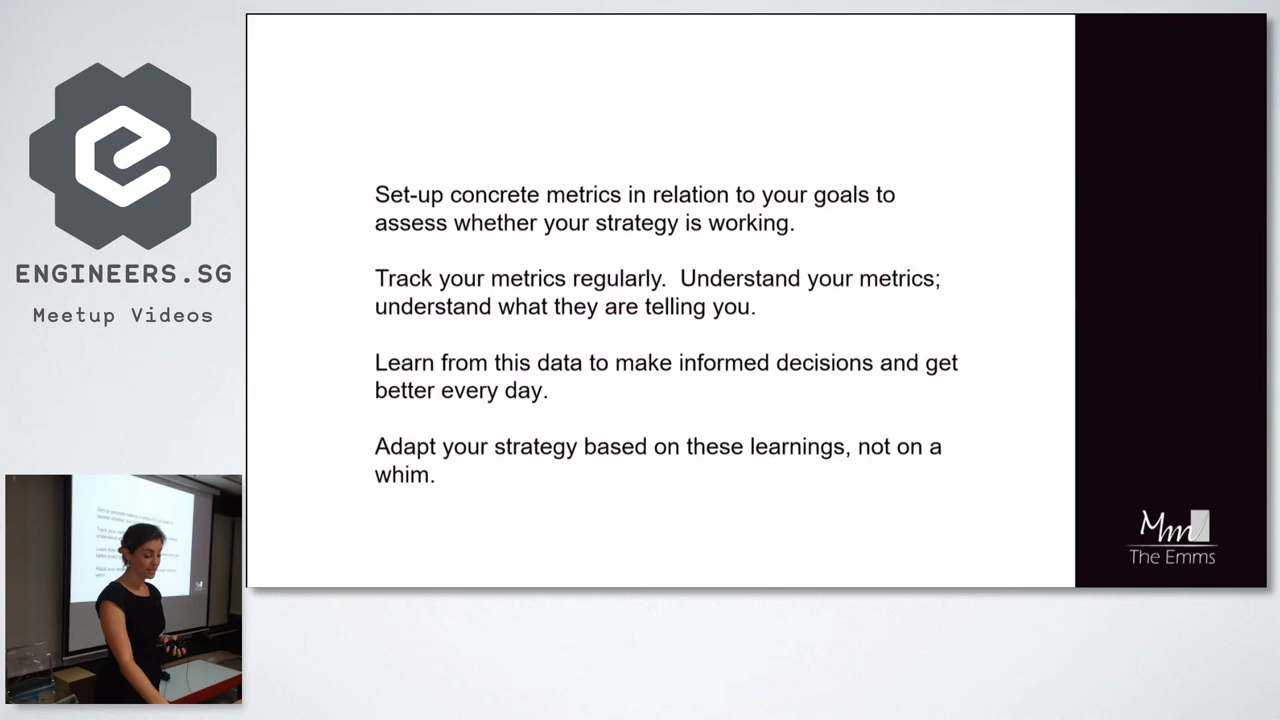 ENGINEERS.SG
Meetup Videos
Set-up concrete metrics in relation to your goals to
assess whether your strategy is working.
Track your metrics regularly.  Understand your metrics;
understand what they are telling you.
Learn from this data to make informed decisions and get
better every day.
Adapt your strategy based on these learnings, not on a
whim.
Mm
The Emms